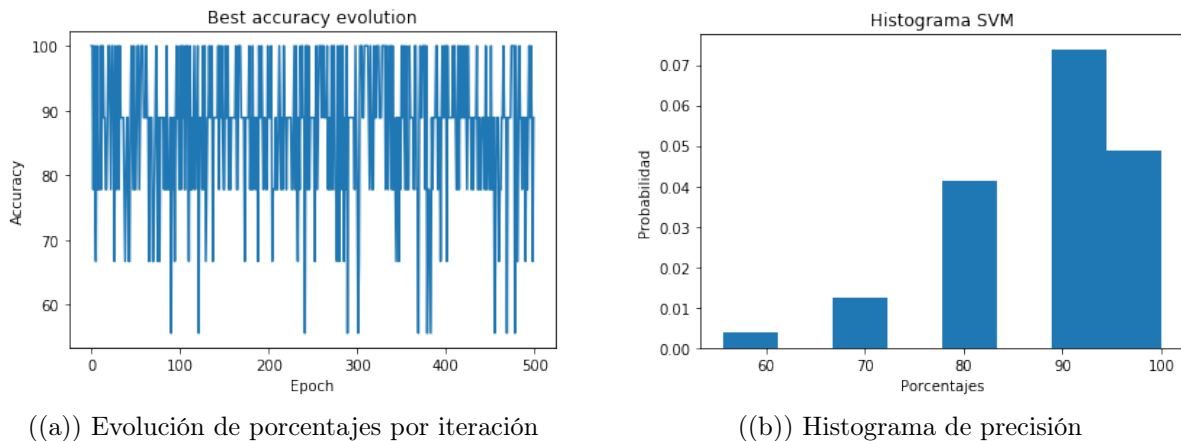 Best accuracy evolution
100
90
80
70
60
Accuracy
0 100 200 300 400 500
Epoch
((a)) Evolución de porcentajes por iteración
Histograma SVM
0.07
0.06
0.05
0.04
0.03
0.02
0.01
0.00
Probabilidad
60 70 80 90 100
Porcentajes
((b)) Histograma de precisión